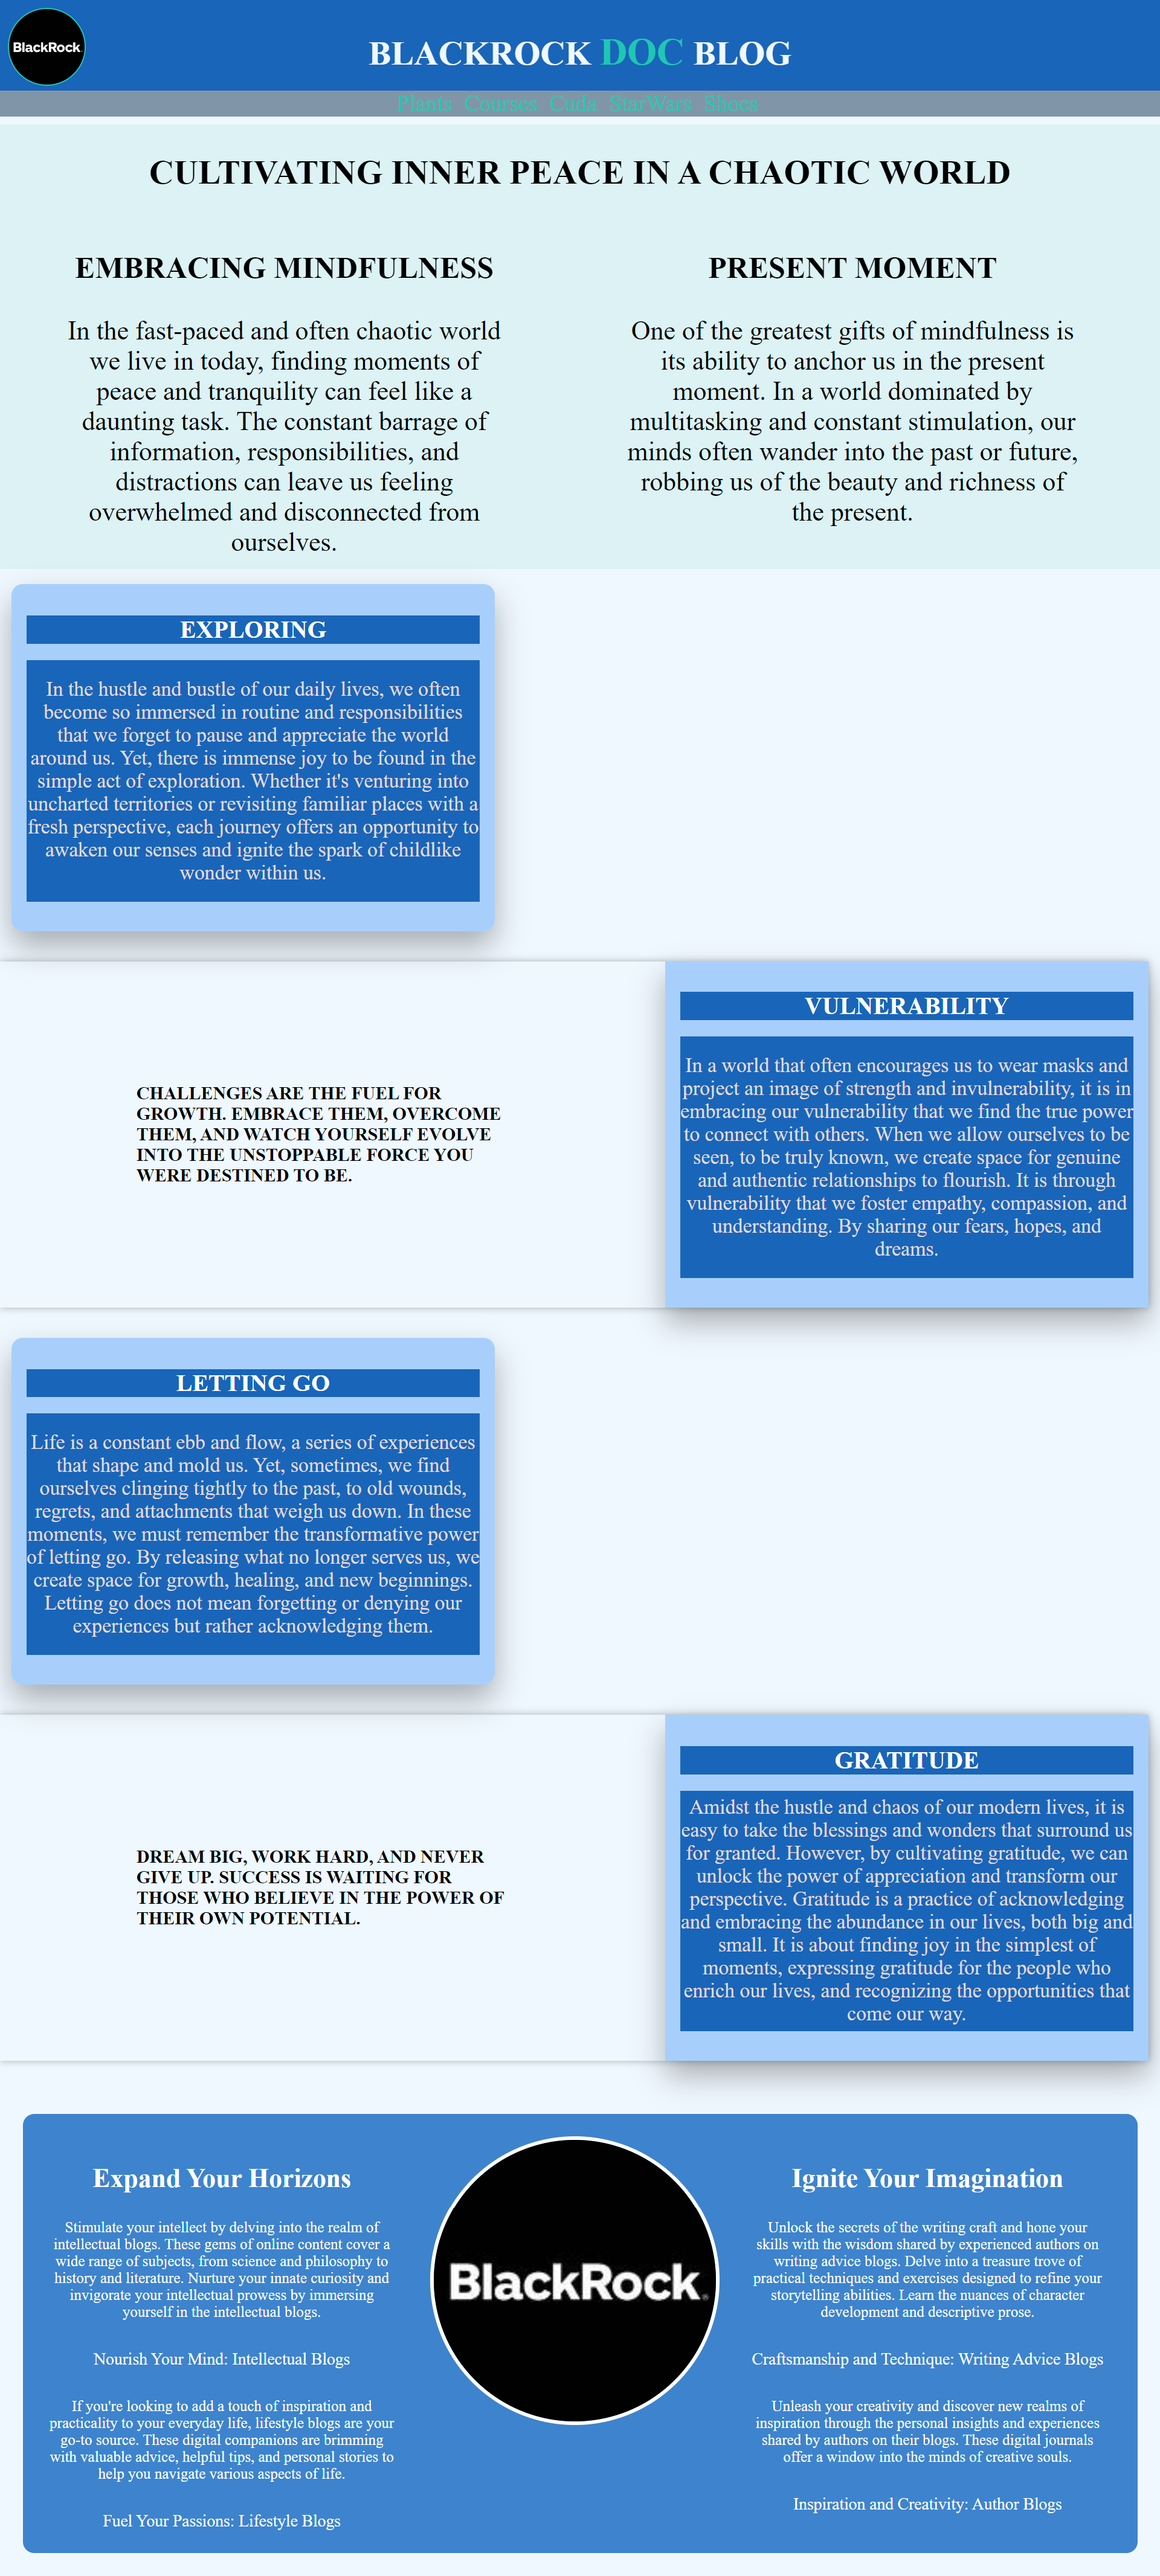 BlackRock
BLACKROCK DOC BLOG
Plants Courses Cuda StarWars Shoes
CULTIVATING INNER PEACE IN A CHAOTIC WORLD
EMBRACING MINDFULNESS
In the fast-paced and often chaotic world
we live in today, finding moments of
peace and tranquility can feel like a
daunting task. The constant barrage of
information, responsibilities, and
distractions can leave us feeling
overwhelmed and disconnected from
ourselves.
PRESENT MOMENT
One of the greatest gifts of mindfulness is
its ability to anchor us in the present
moment. In a world dominated by
multitasking and constant stimulation, our
minds often wander into the past or future,
robbing us of the beauty and richness of
the present.
EXPLORING
In the hustle and bustle of our daily lives, we often
become so immersed in routine and responsibilities
that we forget to pause and appreciate the world
around us. Yet, there is immense joy to be found in the
simple act of exploration. Whether it's venturing into
uncharted territories or revisiting familiar places with a
fresh perspective, each journey offers an opportunity to
awaken our senses and ignite the spark of childlike
wonder within us.
CHALLENGES ARE THE FUEL FOR
GROWTH. EMBRACE THEM, OVERCOME
THEM, AND WATCH YOURSELF EVOLVE
INTO THE UNSTOPPABLE FORCE YOU
WERE DESTINED TO BE.
VULNERABILITY
In a world that often encourages us to wear masks and
project an image of strength and invulnerability, it is in
embracing our vulnerability that we find the true power
to connect with others. When we allow ourselves to be
seen, to be truly known, we create space for genuine
and authentic relationships to flourish. It is through
vulnerability that we foster empathy, compassion, and
understanding. By sharing our fears, hopes, and
dreams.
LETTING GO
Life is a constant ebb and flow, a series of experiences
that shape and mold us. Yet, sometimes, we find
ourselves clinging tightly to the past, to old wounds,
regrets, and attachments that weigh us down. In these
moments, we must remember the transformative power
of letting go. By releasing what no longer serves us, we
create space for growth, healing, and new beginnings.
Letting go does not mean forgetting or denying our
experiences but rather acknowledging them.
DREAM BIG, WORK HARD, AND NEVER
GIVE UP. SUCCESS IS WAITING FOR
THOSE WHO BELIEVE IN THE POWER OF
THEIR OWN POTENTIAL.
GRATITUDE
Amidst the hustle and chaos of our modern lives, it is
easy to take the blessings and wonders that surround us
for granted. However, by cultivating gratitude, we can
unlock the power of appreciation and transform our
perspective. Gratitude is a practice of acknowledging
and embracing the abundance in our lives, both big and
small. It is about finding joy in the simplest of
moments, expressing gratitude for the people who
enrich our lives, and recognizing the opportunities that
come our way.
Expand Your Horizons
Stimulate your intellect by delving into the realm of
intellectual blogs. These gems of online content cover a
wide range of subjects, from science and philosophy to
history and literature. Nurture your innate curiosity and
invigorate your intellectual prowess by immersing
yourself in the intellectual blogs.
Nourish Your Mind: Intellectual Blogs
If you're looking to add a touch of inspiration and
practicality to your everyday life, lifestyle blogs are your
go-to source. These digital companions are brimming
with valuable advice, helpful tips, and personal stories to
help you navigate various aspects of life.
Fuel Your Passions: Lifestyle Blogs
BlackRock®
Ignite Your Imagination
Unlock the secrets of the writing craft and hone your
skills with the wisdom shared by experienced authors on
writing advice blogs. Delve into a treasure trove of
practical techniques and exercises designed to refine your
storytelling abilities. Learn the nuances of character
development and descriptive prose.
Craftsmanship and Technique: Writing Advice Blogs
Unleash your creativity and discover new realms of
inspiration through the personal insights and experiences
shared by authors on their blogs. These digital journals
offer a window into the minds of creative souls.
Inspiration and Creativity: Author Blogs